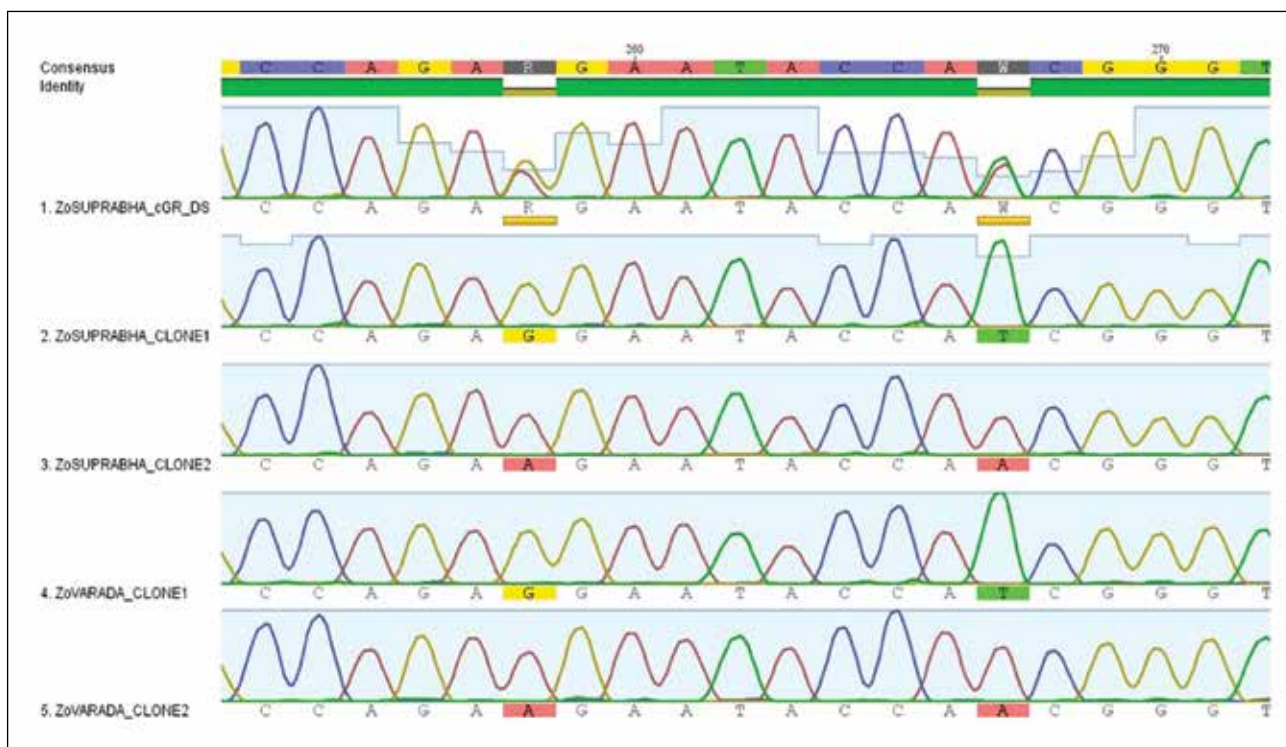 260 270
Consensus C C A G A R G A A T A C C A W C G G G T
Identity
1. ZoSUPRABHA_cGR_DS C C A G A R G A A T A C C A W C G G G T
2. ZoSUPRABHA_CLONE1 C C A G A G G A A T A C C A T C G G G T
3. ZoSUPRABHA_CLONE2 C C A G A A G A A T A C C A A C G G G T
4. ZoVARADA_CLONE1 C C A G A G G A A T A C C A T C G G G T
5. ZoVARADA_CLONE2 C C A G A A G A A T A C C A A C G G G T